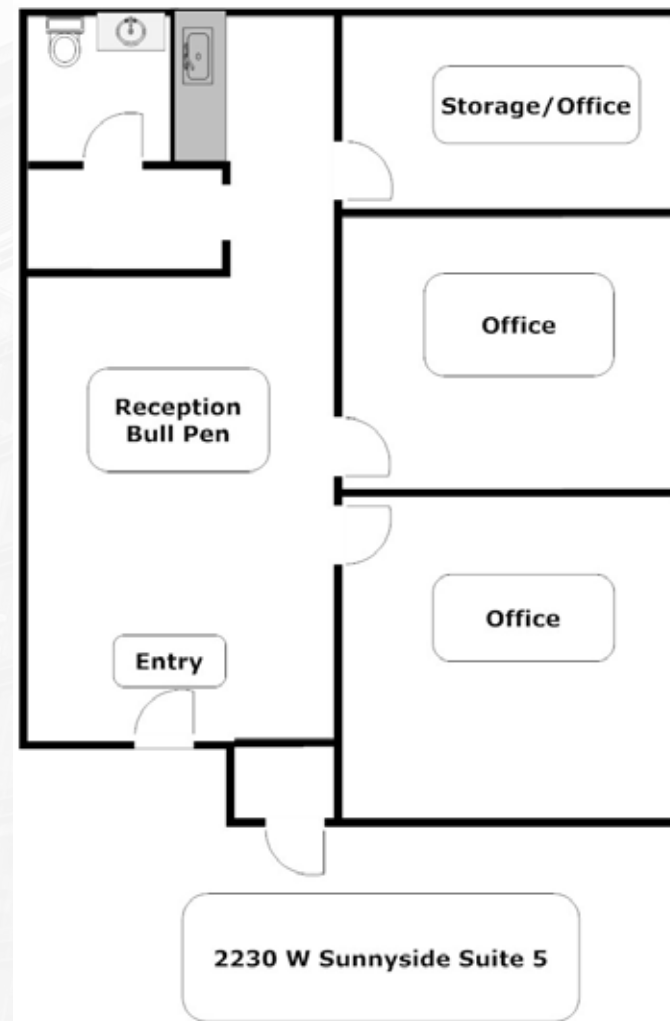 Storage/Office
Office
Reception
Bull Pen
Office
Entry
2230 W Sunnyside Suite 5